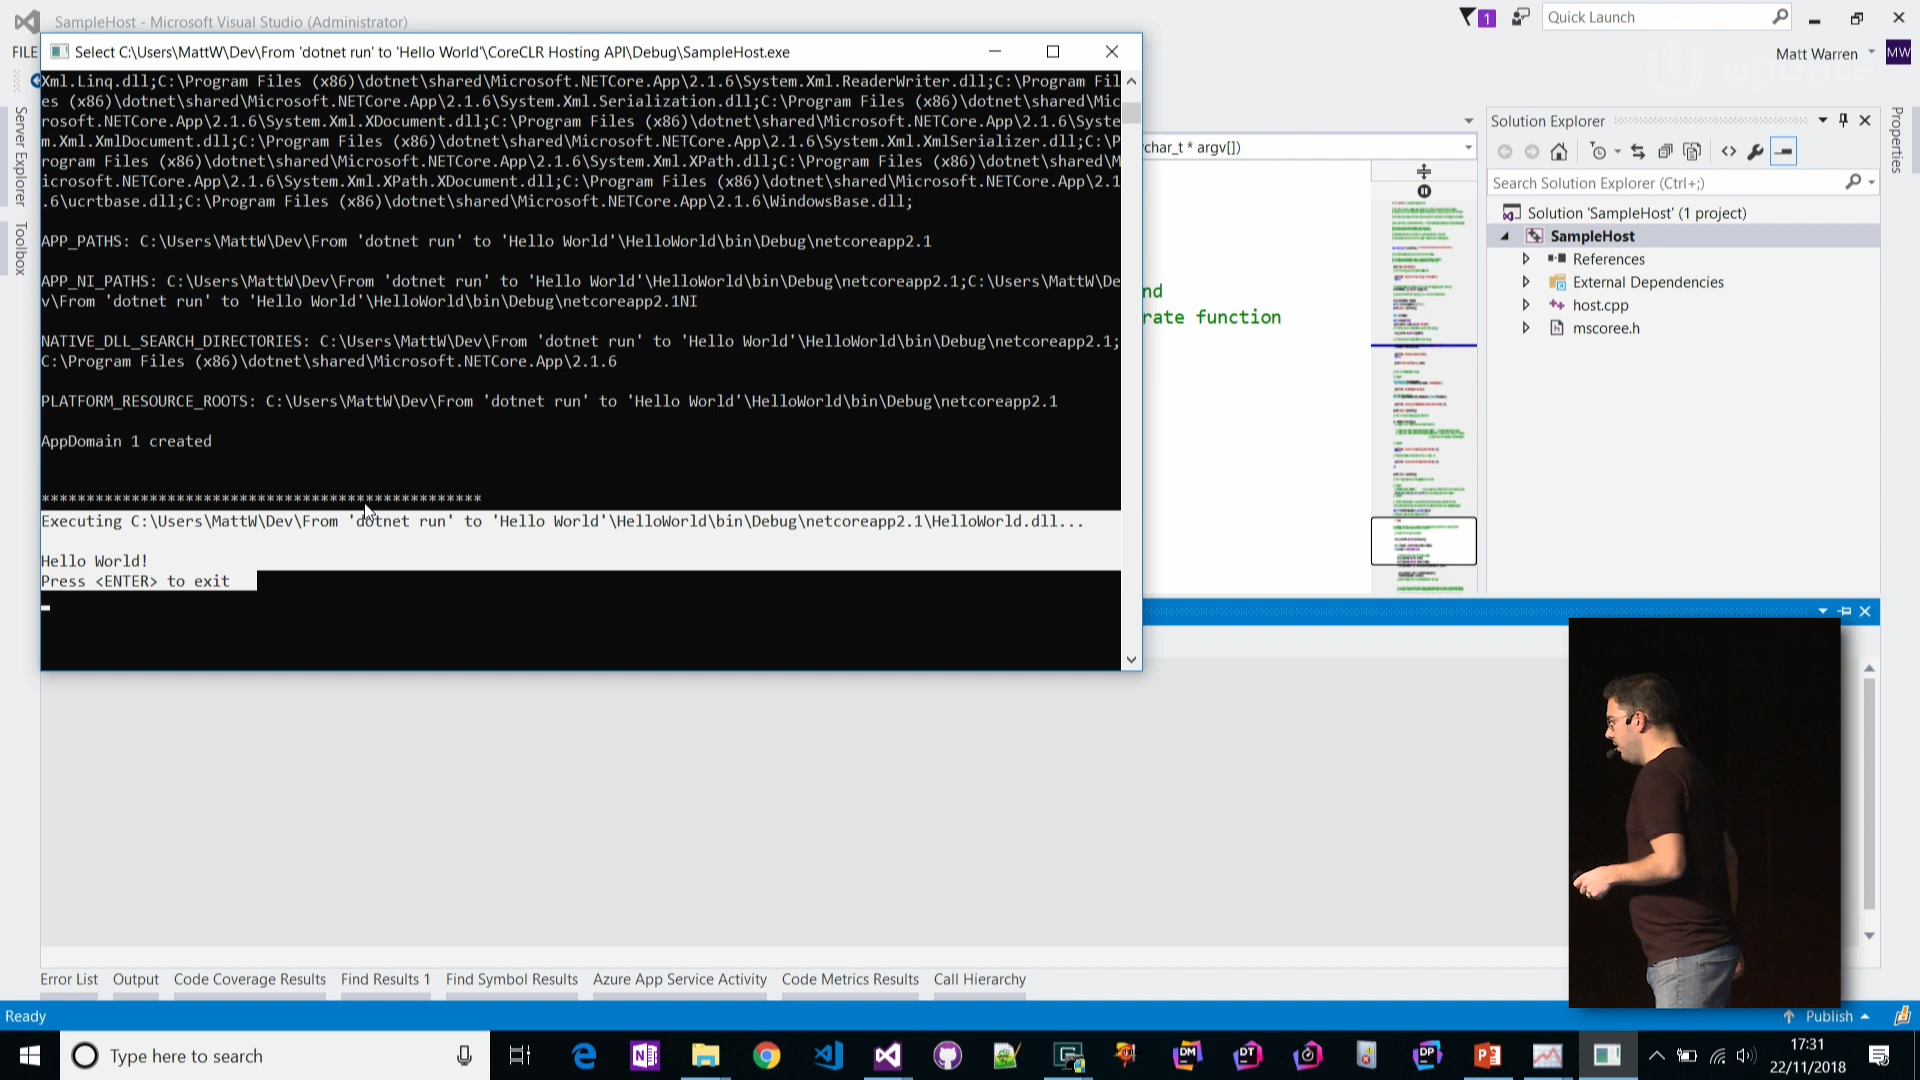 SampleHost - Microsoft Visual Studio (Administrator)
1
Quick Launch
FILE
Matt Warren
MW
Select C:\Users\MattW\Dev\From 'dotnet run' to 'Hello World'\CoreCLR Hosting API\Debug\SampleHost.exe
Xml.Linq.dll;C:\Program Files (x86)\dotnet\shared\Microsoft.NETCore.App\2.1.6\System.Xml.ReaderWriter.dll;C:\Program Fil
es (x86)\dotnet\shared\Microsoft.NETCore.App\2.1.6\System.Xml.Serialization.dll;C:\Program Files (x86)\dotnet\shared\Mic
rosoft.NETCore.App\2.1.6\System.Xml.XDocument.dll;C:\Program Files (x86)\dotnet\shared\Microsoft.NETCore.App\2.1.6\Syste
m.Xml.XmlDocument.dll;C:\Program Files (x86)\dotnet\shared\Microsoft.NETCore.App\2.1.6\System.Xml.XmlSerializer.dll;C:\P
rogram Files (x86)\dotnet\shared\Microsoft.NETCore.App\2.1.6\System.Xml.XPath.dll;C:\Program Files (x86)\dotnet\shared\M
icrosoft.NETCore.App\2.1.6\System.Xml.XPath.XDocument.dll;C:\Program Files (x86)\dotnet\shared\Microsoft.NETCore.App\2.1
.6\ucrtbase.dll;C:\Program Files (x86)\dotnet\shared\Microsoft.NETCore.App\2.1.6\WindowsBase.dll;
APP_PATHS: C:\Users\MattW\Dev\From 'dotnet run' to 'Hello World'\HelloWorld\bin\Debug\netcoreapp2.1
APP_NI_PATHS: C:\Users\MattW\Dev\From 'dotnet run' to 'Hello World'\HelloWorld\bin\Debug\netcoreapp2.1;C:\Users\MattW\De
v\From 'dotnet run' to 'Hello World'\HelloWorld\bin\Debug\netcoreapp2.1NI
NATIVE_DLL_SEARCH_DIRECTORIES: C:\Users\MattW\Dev\From 'dotnet run' to 'Hello World'\HelloWorld\bin\Debug\netcoreapp2.1;
C:\Program Files (x86)\dotnet\shared\Microsoft.NETCore.App\2.1.6
PLATFORM_RESOURCE_ROOTS: C:\Users\MattW\Dev\From 'dotnet run' to 'Hello World'\HelloWorld\bin\Debug\netcoreapp2.1
AppDomain 1 created
*************************************************
Executing C:\Users\MattW\Dev\From 'dotnet run' to 'Hello World'\HelloWorld\bin\Debug\netcoreapp2.1\HelloWorld.dll...
Hello World!
Press <ENTER> to exit
Server Explorer
Toolbox
char_t * argv[])
nd
rate function
Solution Explorer
Search Solution Explorer (Ctrl+;)
Solution 'SampleHost' (1 project)
SampleHost
References
External Dependencies
host.cpp
mscoree.h
Properties
Error List
Output
Code Coverage Results
Find Results 1
Find Symbol Results
Azure App Service Activity
Code Metrics Results
Call Hierarchy
Ready
Publish
Type here to search
DM
DT
DP
17:31
22/11/2018